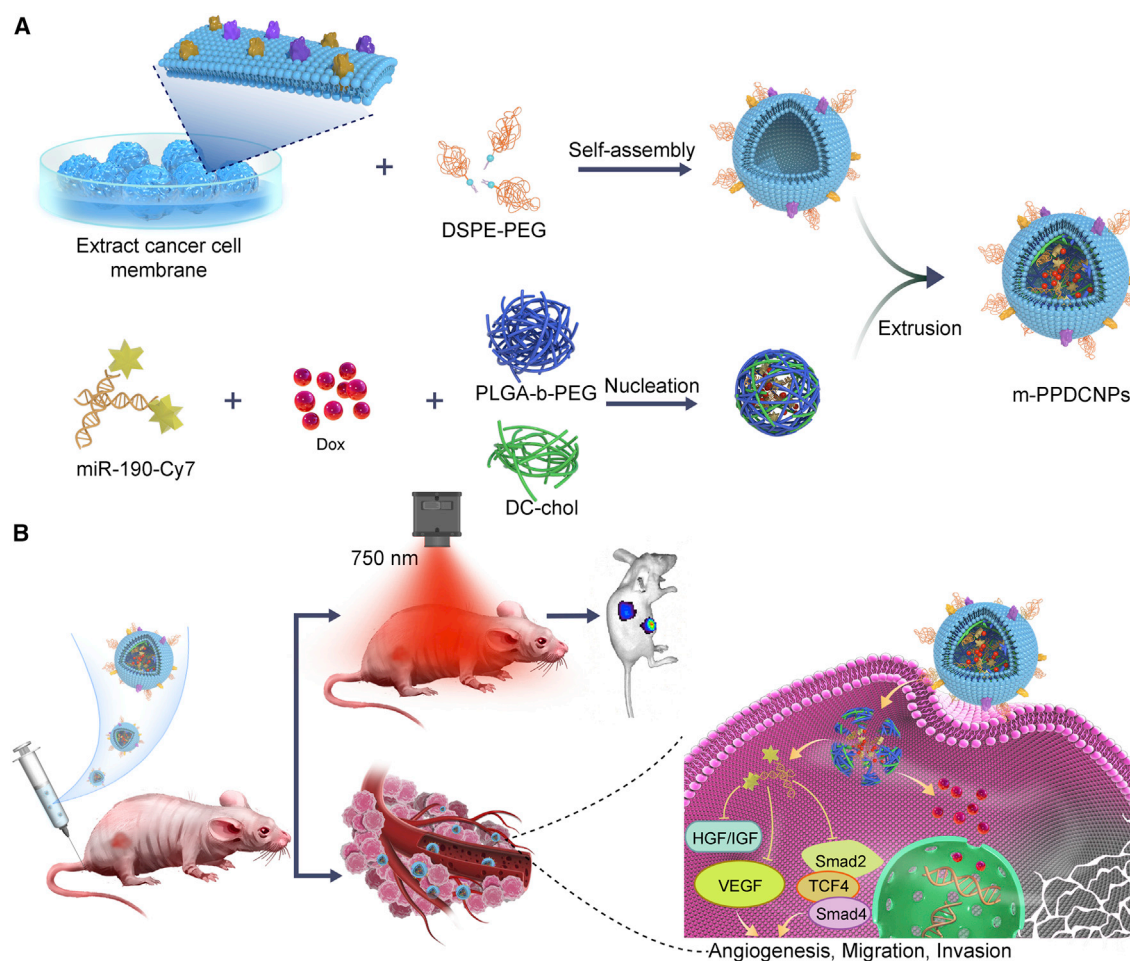 A
Extract cancer cell
membrane
+
DSPE-PEG
Self-assembly
Extrusion
m-PPDCNPs
miR-190-Cy7
+
Dox
+
PLGA-b-PEG
DC-chol
Nucleation
B
750 nm
HGF/IGF
VEGF
Smad2
TCF4
Smad4
Angiogenesis, Migration, Invasion